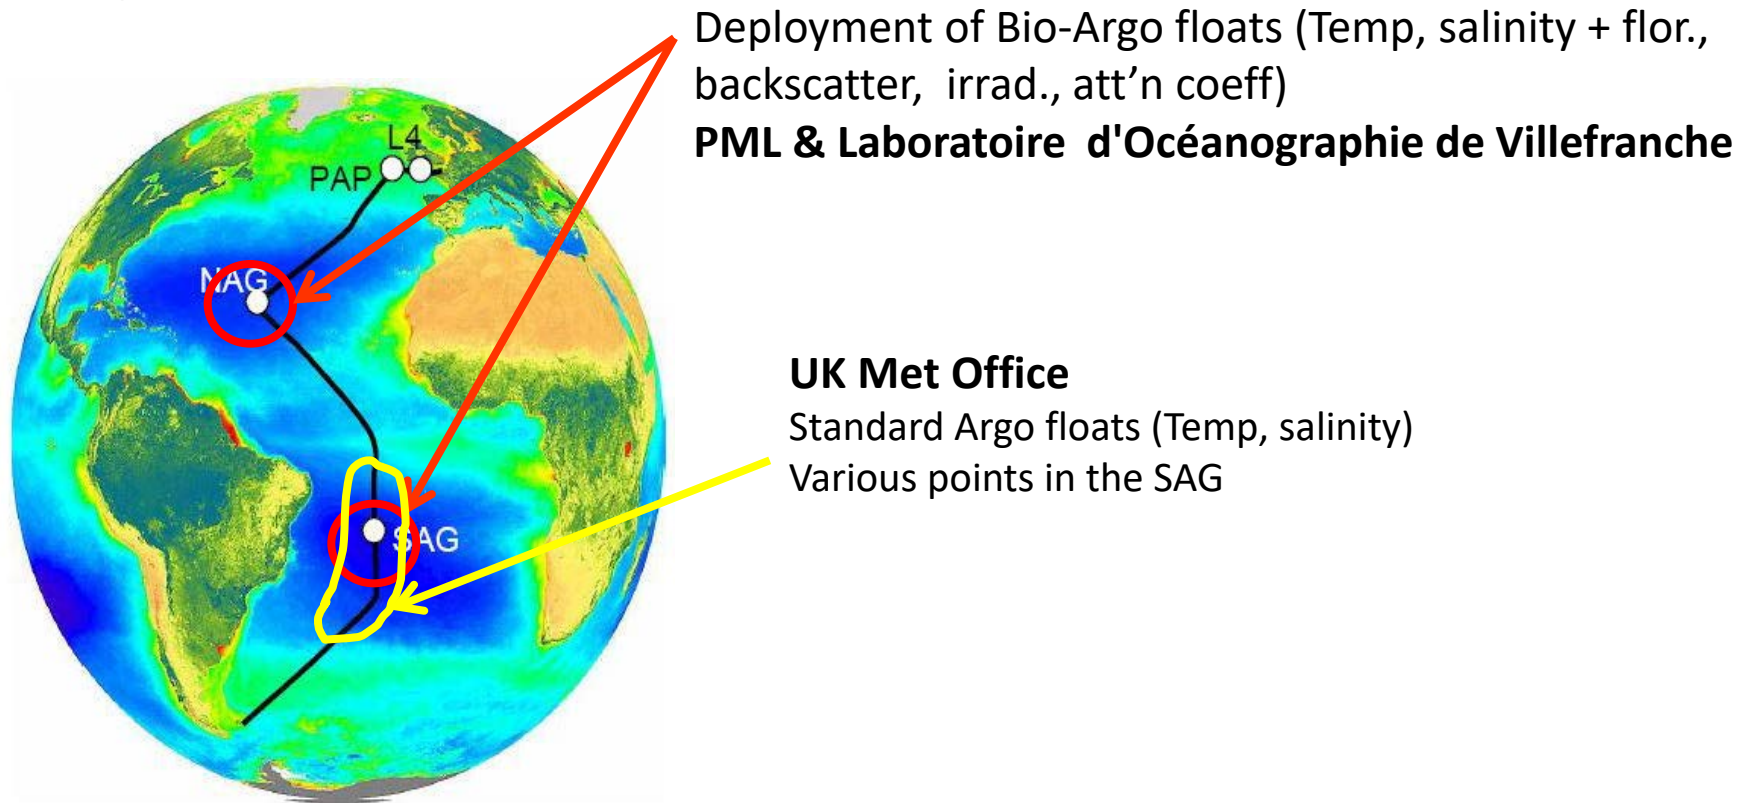 Deployment of Bio-Argo floats (Temp, salinity + flor.,
backscatter,  irrad., att’n coeff)
PML & Laboratoire  d'Océanographie de Villefranche
L4
PAP
NAG
UK Met Office
Standard Argo floats (Temp, salinity)
Various points in the SAG
SAG